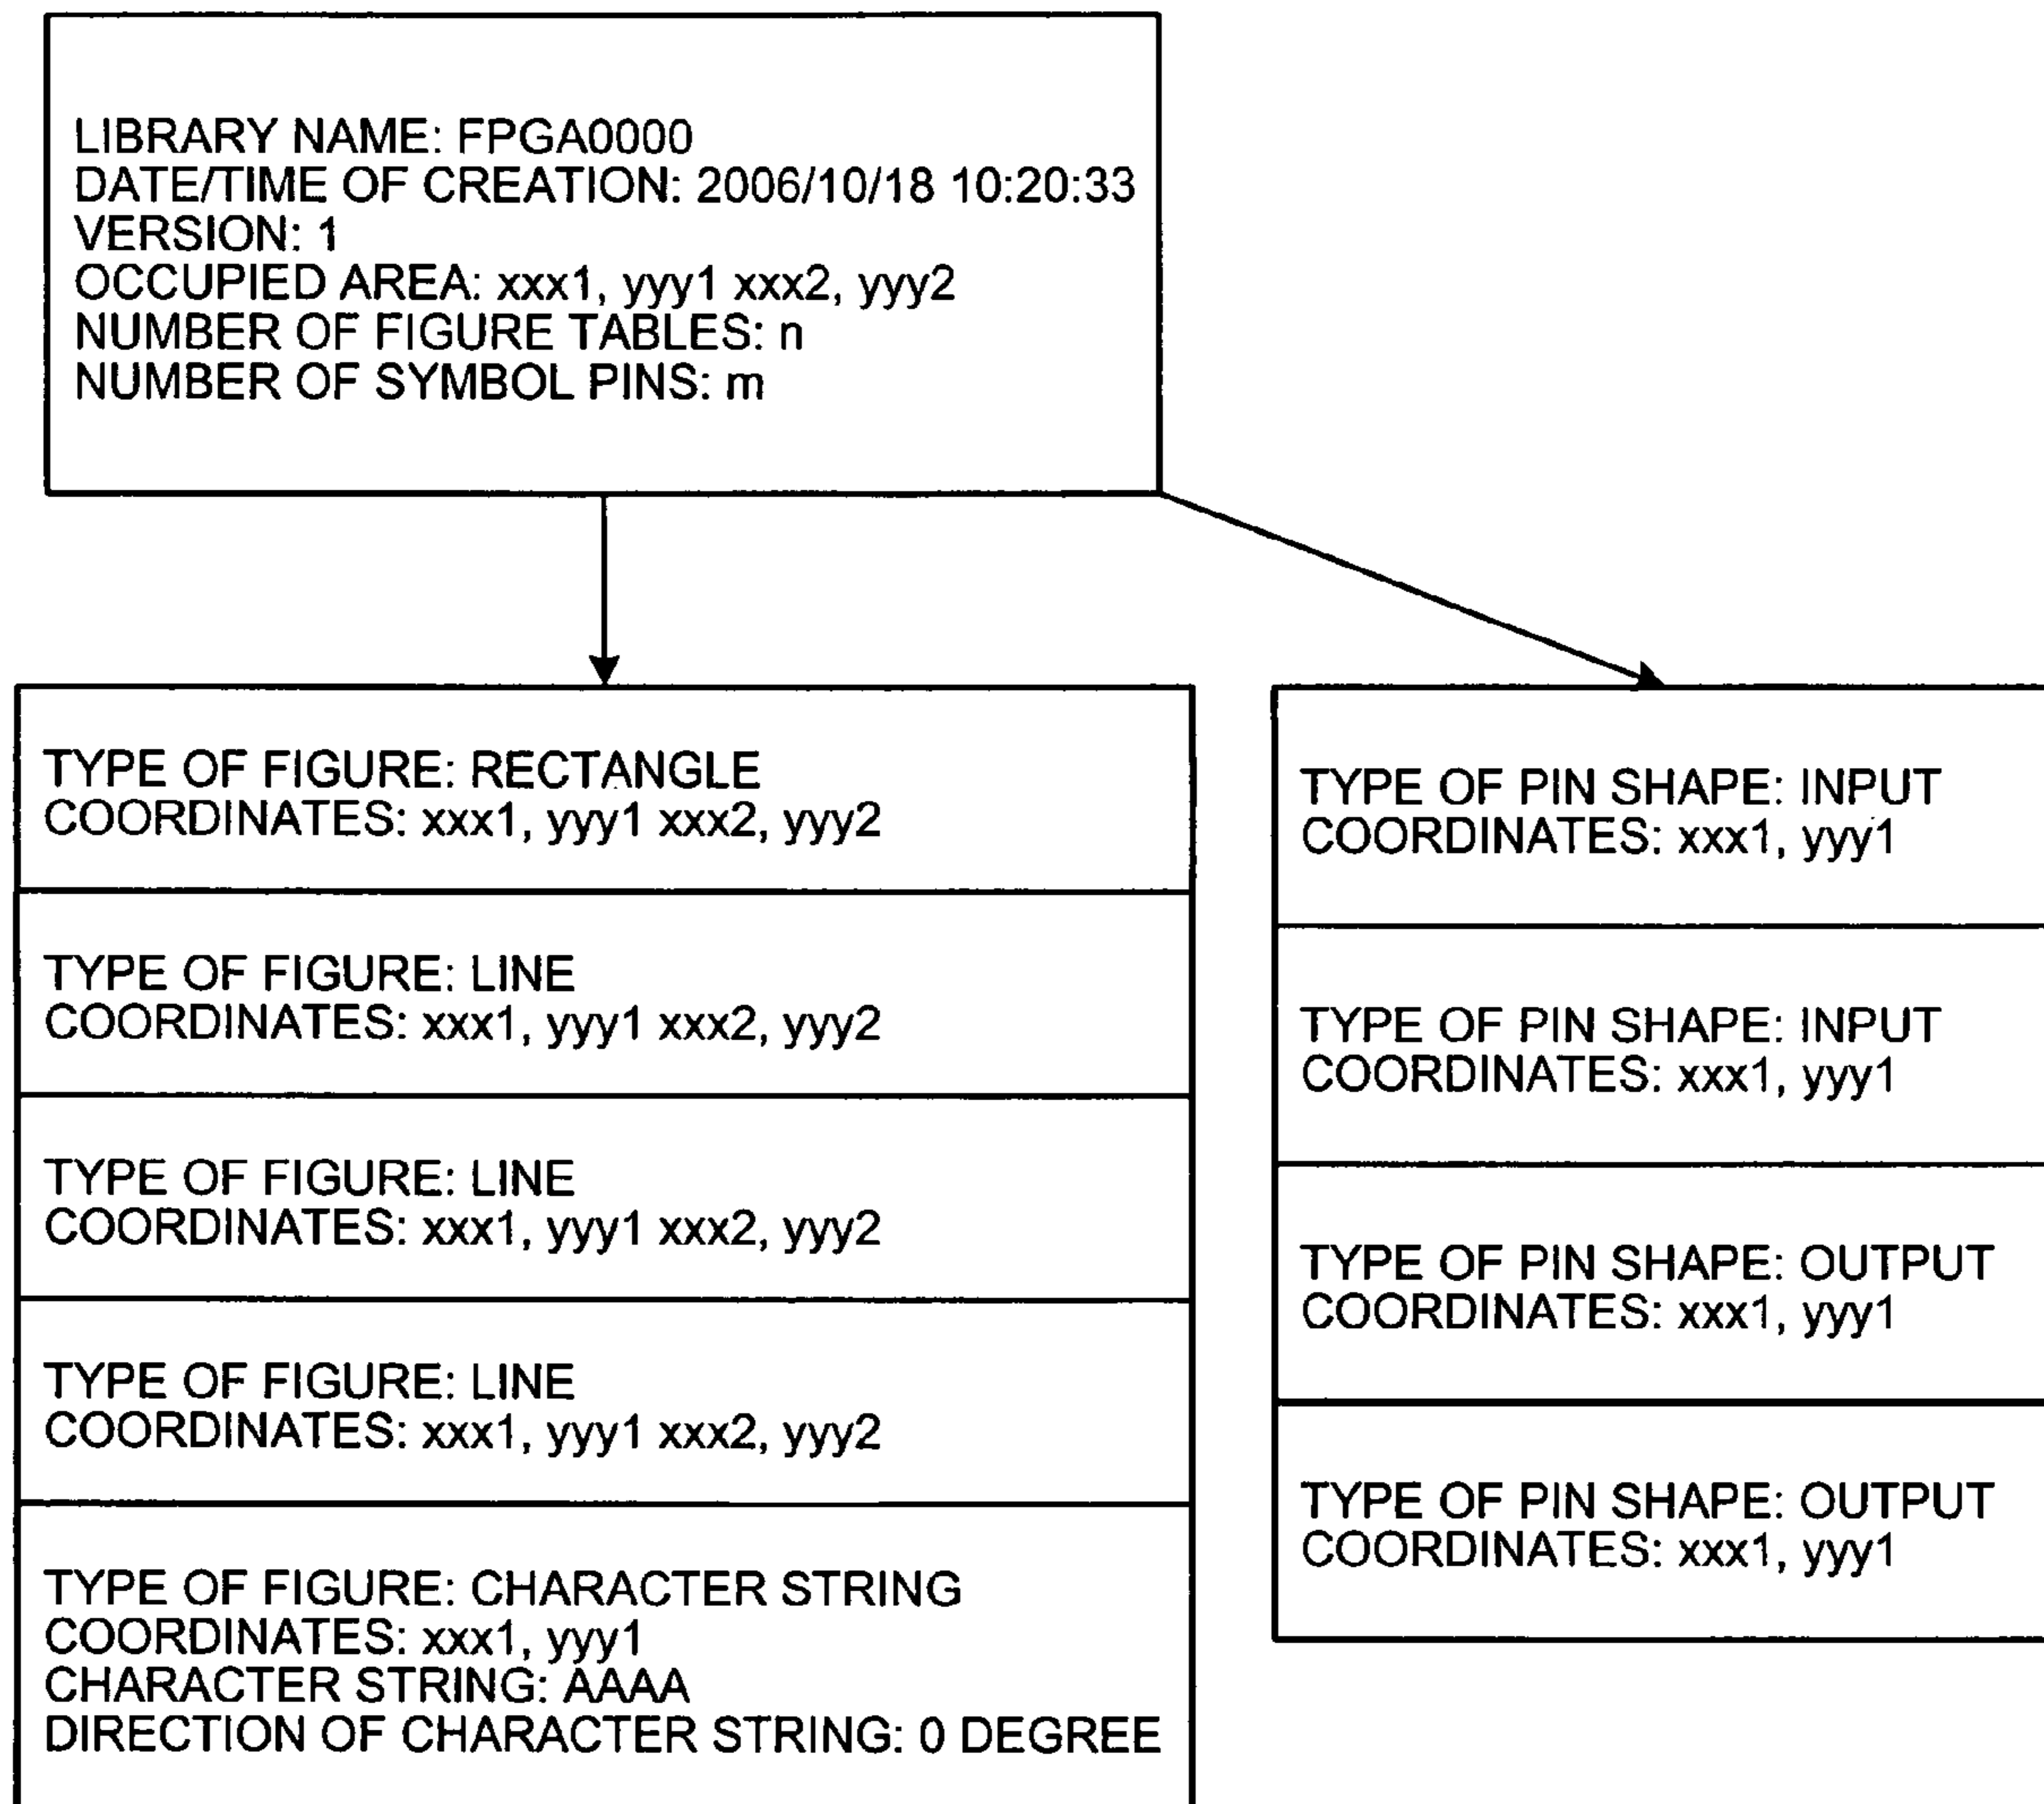 LIBRARY NAME: FPGA0000
DATE/TIME OF CREATION: 2006/10/18 10:20:33
VERSION: 1
OCCUPIED AREA: xxx1, yyy1 xxx2, yyy2
NUMBER OF FIGURE TABLES: n
NUMBER OF SYMBOL PINS: m
TYPE OF FIGURE: RECTANGLE
COORDINATES: xxx1, yyy1 xxx2, yyy2
TYPE OF FIGURE: LINE
COORDINATES: xxx1, yyy1 xxx2, yyy2
TYPE OF FIGURE: LINE
COORDINATES: xxx1, yyy1 xxx2, yyy2
TYPE OF FIGURE: LINE
COORDINATES: xxx1, yyy1 xxx2, yyy2
TYPE OF FIGURE: CHARACTER STRING
COORDINATES: xxx1, yyy1
CHARACTER STRING: AAAA
DIRECTION OF CHARACTER STRING: 0 DEGREE
TYPE OF PIN SHAPE: INPUT
COORDINATES: xxx1, yyy1
TYPE OF PIN SHAPE: INPUT
COORDINATES: xxx1, yyy1
TYPE OF PIN SHAPE: OUTPUT
COORDINATES: xxx1, yyy1
TYPE OF PIN SHAPE: OUTPUT
COORDINATES: xxx1, yyy1